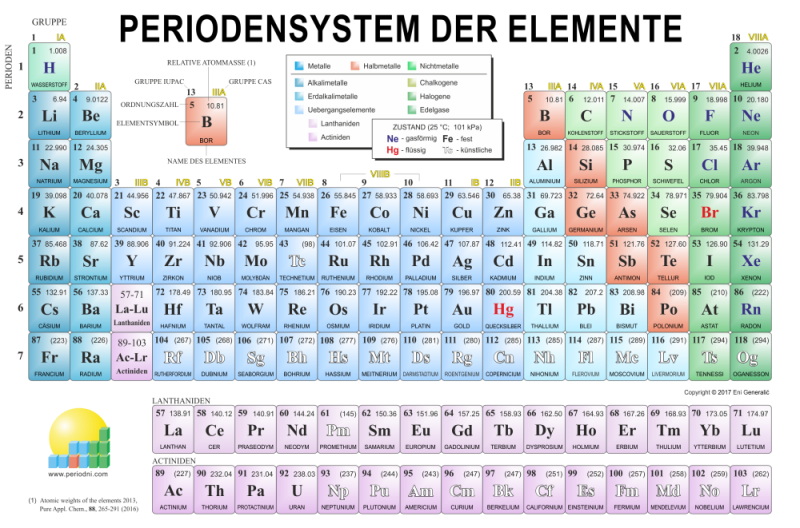 PERIODENSYSTEM DER ELEMENTE
GRUPPE
PERIODEN
1 IA
18 VIIIA
RELATIVE ATOMMASSE (1)
GRUPPE IUPAC
GRUPPE CAS
13 IIIA
ORDNUNGSZAHL
5 10.81
ELEMENTSYMBOL
B
BOR
NAME DES ELEMENTES
Metalle Halbmetalle Nichtmetalle
Alkalimetalle Chalkogene
Erdalkalimetalle Halogene
Uebergangselemente Edelgase
Lanthaniden
Actiniden
ZUSTAND (25 °C; 101 kPa)
Ne - gasförmig Fe - fest
Hg - flüssig Tc - künstliche
1
1 1.008 2 4.0026
H He
WASSERSTOFF HELIUM
2 IIA 13 IIIA 14 IVA 15 VA 16 VIA 17 VIIA
2
3 6.94 4 9.0122 5 10.81 6 12.011 7 14.007 8 15.999 9 18.998 10 20.180
Li Be B C N O F Ne
LITHIUM BERYLLIUM BOR KOHLENSTOFF STICKSTOFF SAUERSTOFF FLUOR NEON
3
11 22.990 12 24.305 13 26.982 14 28.085 15 30.974 16 32.06 17 35.45 18 39.948
Na Mg Al Si P S Cl Ar
NATRIUM MAGNESIUM ALUMINIUM SILIZIUM PHOSPHOR SCHWEFEL CHLOR ARGON
3 IIIB 4 IVB 5 VB 6 VIB 7 VIIB 8 VIIIB 9 10 11 IB 12 IIB
4
19 39.098 20 40.078 21 44.956 22 47.867 23 50.942 24 51.996 25 54.938 26 55.845 27 58.933 28 58.693 29 63.546 30 65.38 31 69.723 32 72.64 33 74.922 34 78.971 35 79.904 36 83.798
K Ca Sc Ti V Cr Mn Fe Co Ni Cu Zn Ga Ge As Se Br Kr
KALIUM CALCIUM SCANDIUM TITAN VANADIUM CHROM MANGAN EISEN KOBALT NICKEL KUPFER ZINK GALLIUM GERMANIUM ARSEN SELEN BROM KRYPTON
5
37 85.468 38 87.62 39 88.906 40 91.224 41 92.906 42 95.95 43 (98) 44 101.07 45 102.91 46 106.42 47 107.87 48 112.41 49 114.82 50 118.71 51 121.76 52 127.60 53 126.90 54 131.29
Rb Sr Y Zr Nb Mo Tc Ru Rh Pd Ag Cd In Sn Sb Te I Xe
RUBIDIUM STRONTIUM YTTRIUM ZIRKON NIOB MOLYBDÄN TECHNETIUM RUTHENIUM RHODIUM PALLADIUM SILBER KADMIUM INDIUM ZINN ANTIMON TELLUR IOD XENON
6
55 132.91 56 137.33 57-71 72 178.49 73 180.95 74 183.84 75 186.21 76 190.23 77 192.22 78 195.08 79 196.97 80 200.59 81 204.38 82 207.2 83 208.98 84 (209) 85 (210) 86 (222)
Cs Ba La-Lu Hf Ta W Re Os Ir Pt Au Hg Tl Pb Bi Po At Rn
CÄSIUM BARIUM Lanthaniden HAFNIUM TANTAL WOLFRAM RHENIUM OSMIUM IRIDIUM PLATIN GOLD QUECKSILBER THALLIUM BLEI BISMUT POLONIUM ASTAT RADON
7
87 (223) 88 (226) 89-103 104 (267) 105 (268) 106 (271) 107 (272) 108 (277) 109 (276) 110 (281) 111 (280) 112 (285) 113 (285) 114 (287) 115 (289) 116 (291) 117 (294) 118 (294)
Fr Ra Ac-Lr Rf Db Sg Bh Hs Mt Ds Rg Cn Nh Fl Mc Lv Ts Og
FRANCIUM RADIUM Actiniden RUTHERFORDIUM DUBNIUM SEABORGIUM BOHRIUM HASSIUM MEITNERIUM DARMSTADTIUM ROENTGENIUM COPERNICIUM NIHONIUM FLEROVIUM MOSCOVIUM LIVERMORIUM TENNESSI OGANESSON
Copyright © 2017 Eni Generalić
LANTHANIDEN
57 138.91 58 140.12 59 140.91 60 144.24 61 (145) 62 150.36 63 151.96 64 157.25 65 158.93 66 162.50 67 164.93 68 167.26 69 168.93 70 173.05 71 174.97
La Ce Pr Nd Pm Sm Eu Gd Tb Dy Ho Er Tm Yb Lu
LANTHAN CER PRASEODYM NEODYM PROMETHIUM SAMARIUM EUROPIUM GADOLINIUM TERBIUM DYSPROSIUM HOLMIUM ERBIUM THULIUM YTTERBIUM LUTETIUM
ACTINIDEN
89 (227) 90 232.04 91 231.04 92 238.03 93 (237) 94 (244) 95 (243) 96 (247) 97 (247) 98 (251) 99 (252) 100 (257) 101 (258) 102 (259) 103 (262)
Ac Th Pa U Np Pu Am Cm Bk Cf Es Fm Md No Lr
ACTINIUM THORIUM PROTACTINIUM URAN NEPTUNIUM PLUTONIUM AMERICIUM CURIUM BERKELIUM CALIFORNIUM EINSTEINIUM FERMIUM MENDELEVIUM NOBELIUM LAWRENCIUM
www.periodni.com
(1) Atomic weights of the elements 2013,
Pure Appl. Chem., 88, 265-291 (2016)